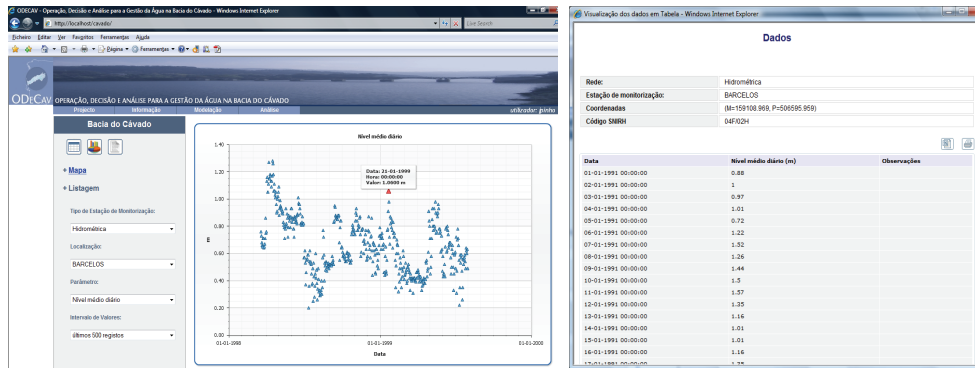 ODECAV - Operação, Decisão e Análise para a Gestão da Água na Bacia do Cávado - Windows Internet Explorer
http://localhost/cavado/
Live Search
Ficheiro Editar Ver Favoritos Ferramentas Ajuda
Página Ferramentas
ODECAV OPERAÇÃO, DECISÃO E ANÁLISE PARA A GESTÃO DA ÁGUA NA BACIA DO CÁVADO
Projecto Informação Modelação Análise utilizador: jpinho
Bacia do Cávado
+ Mapa
+ Listagem
Tipo de Estação de Monitorização:
Hidrométrica
Localização:
BARCELOS
Parâmetro:
Nível médio diário
Intervalo de Valores:
últimos 500 registos
Nível médio diário
1.40
1.20
1.00
0.80
0.60
0.40
0.20
0.00
m
Data: 21-01-1999
Hora: 00:00:00
Valor: 1.0600 m
01-01-1998 01-01-1999 01-01-2000
Data
Visualização dos dados em Tabela - Windows Internet Explorer
Dados
Rede: Hidrométrica
Estação de monitorização: BARCELOS
Coordenadas (M=159108.969, P=506595.959)
Código SNIRH 04F/02H
Data Nível médio diário (m) Observações
01-01-1991 00:00:00 0.88
02-01-1991 00:00:00 1
03-01-1991 00:00:00 0.97
04-01-1991 00:00:00 1.01
05-01-1991 00:00:00 0.72
06-01-1991 00:00:00 1.22
07-01-1991 00:00:00 1.52
08-01-1991 00:00:00 1.26
09-01-1991 00:00:00 1.44
10-01-1991 00:00:00 1.5
11-01-1991 00:00:00 1.57
12-01-1991 00:00:00 1.35
13-01-1991 00:00:00 1.16
14-01-1991 00:00:00 1.01
15-01-1991 00:00:00 1.01
16-01-1991 00:00:00 1.16
17-01-1991 00:00:00